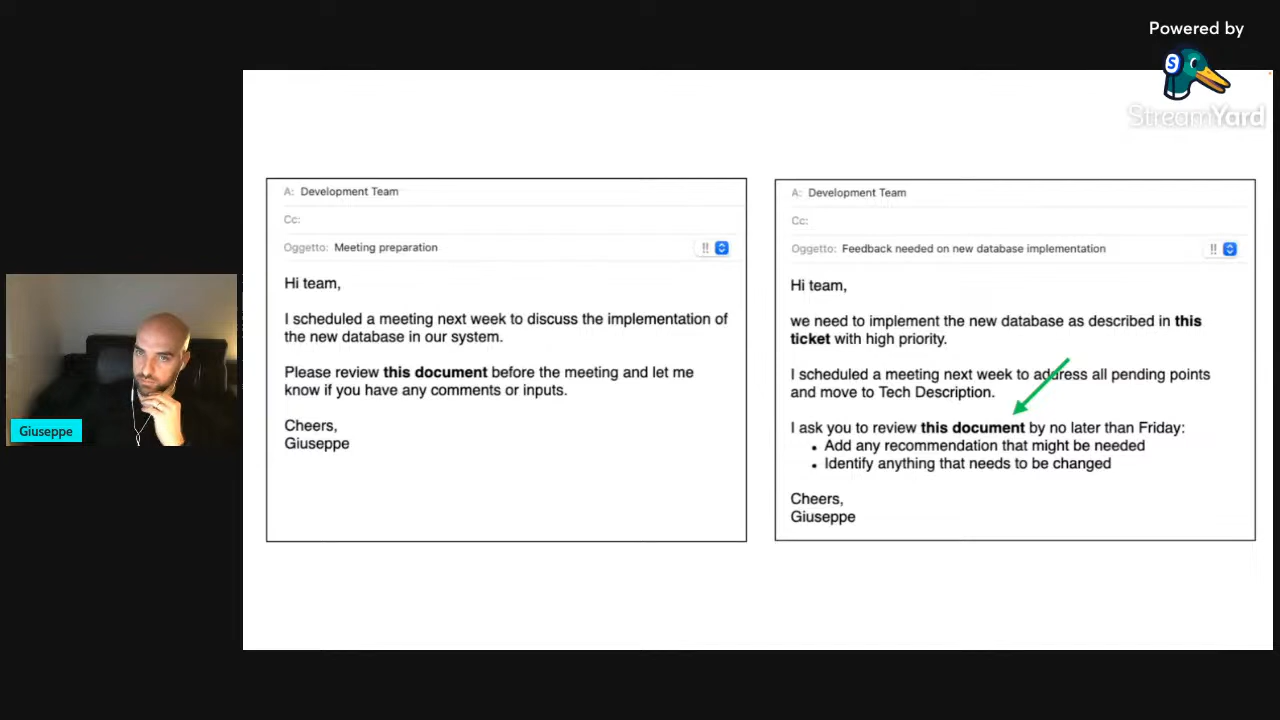 Powered by
StreamYard
Giuseppe
A: Development Team
Cc:
Oggetto: Meeting preparation
!!
Hi team,
I scheduled a meeting next week to discuss the implementation of
the new database in our system.
Please review this document before the meeting and let me
know if you have any comments or inputs.
Cheers,
Giuseppe
A: Development Team
Cc:
Oggetto: Feedback needed on new database implementation
!!
Hi team,
we need to implement the new database as described in this
ticket with high priority.
I scheduled a meeting next week to address all pending points
and move to Tech Description.
I ask you to review this document by no later than Friday:
• Add any recommendation that might be needed
• Identify anything that needs to be changed
Cheers,
Giuseppe